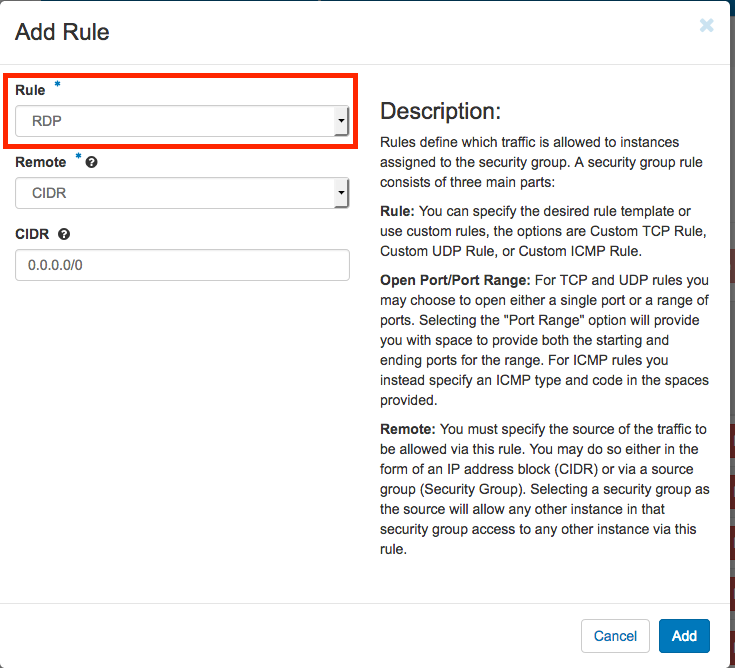 Add Rule
×
Rule *
RDP
Remote * ?
CIDR
CIDR ?
0.0.0.0/0
Description:
Rules define which traffic is allowed to instances
assigned to the security group. A security group rule
consists of three main parts:
Rule: You can specify the desired rule template or
use custom rules, the options are Custom TCP Rule,
Custom UDP Rule, or Custom ICMP Rule.
Open Port/Port Range: For TCP and UDP rules you
may choose to open either a single port or a range of
ports. Selecting the "Port Range" option will provide
you with space to provide both the starting and
ending ports for the range. For ICMP rules you
instead specify an ICMP type and code in the spaces
provided.
Remote: You must specify the source of the traffic to
be allowed via this rule. You may do so either in the
form of an IP address block (CIDR) or via a source
group (Security Group). Selecting a security group as
the source will allow any other instance in that
security group access to any other instance via this
rule.
Cancel
Add